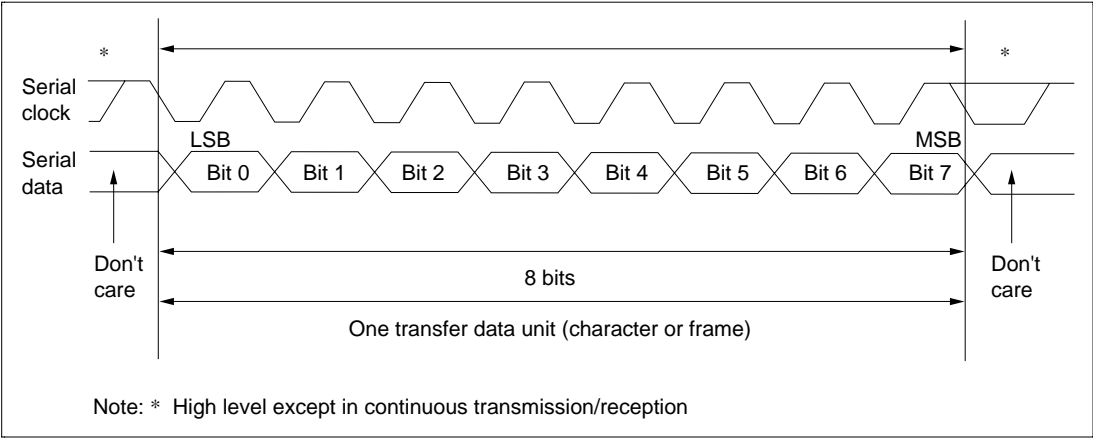 *
*
Serial
clock
LSB
MSB
Serial
data
Bit 0 Bit 1 Bit 2 Bit 3 Bit 4 Bit 5 Bit 6 Bit 7
Don't
care
Don't
care
8 bits
One transfer data unit (character or frame)
Note: * High level except in continuous transmission/reception